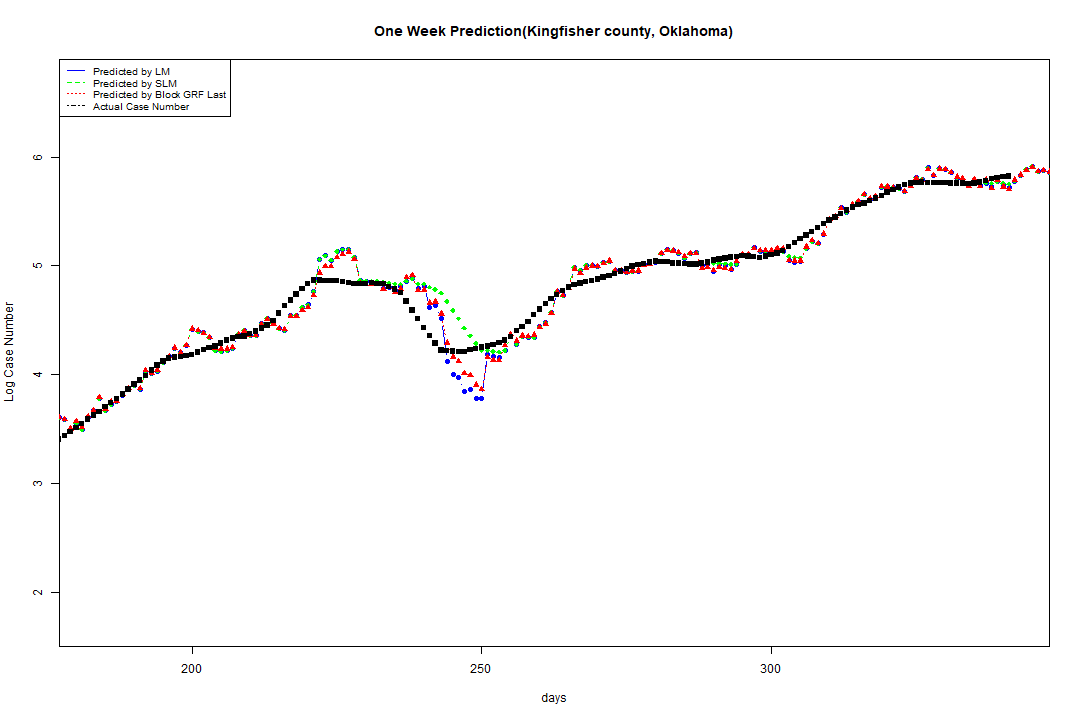 One Week Prediction(Kingfisher county, Oklahoma)
Predicted by LM
Predicted by SLM
Predicted by Block GRF Last
Actual Case Number
6
5
4
3
2
Log Case Number
200
250
300
days